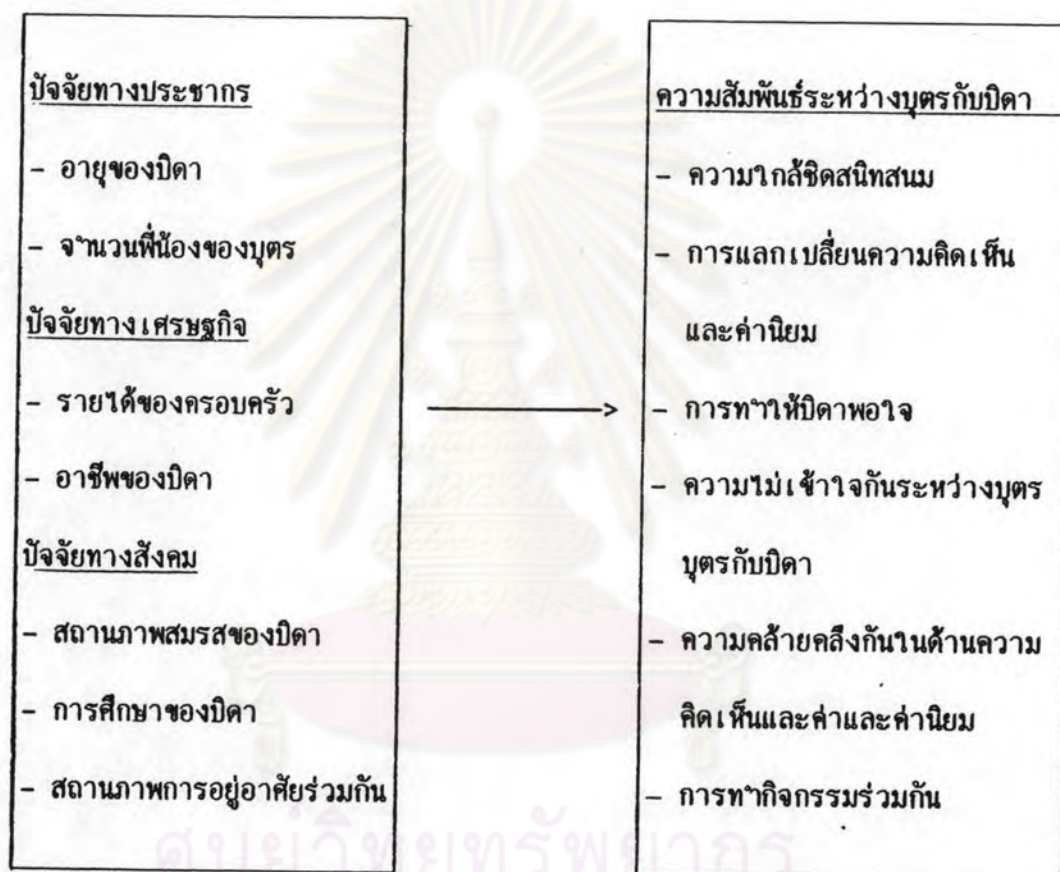 ปัจจัยทางประชากร
- อายุของบิดา
- จำนวนพี่น้องของบุตร
ปัจจัยทางเศรษฐกิจ
- รายได้ของครอบครัว
- อาชีพของบิดา
ปัจจัยทางสังคม
- สถานภาพสมรสของบิดา
- การศึกษาของบิดา
- สถานภาพการอยู่อาศัยร่วมกัน
ความสัมพันธ์ระหว่างบุตรกับบิดา
- ความใกล้ชิดสนิทสนม
- การแลกเปลี่ยนความคิดเห็น
และค่านิยม
- การทำให้บิดาพอใจ
- ความไม่เข้าใจกันระหว่างบุตร
บุตรกับบิดา
- ความคล้ายคลึงกันในด้านความ
คิดเห็นและค่าและค่านิยม
- การทำกิจกรรมร่วมกัน
ศูนย์วิทยทรัพยากร